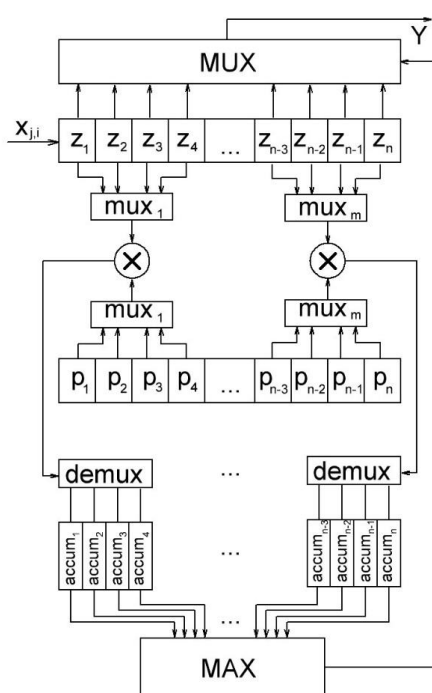 Y
MUX
x_{j,i}
z_1 z_2 z_3 z_4 ... z_{n-3} z_{n-2} z_{n-1} z_n
mux_1 mux_m
mux_1 mux_m
p_1 p_2 p_3 p_4 ... p_{n-3} p_{n-2} p_{n-1} p_n
demux ... demux
accum_1 accum_2 accum_3 accum_4 ... accum_{n-3} accum_{n-2} accum_{n-1} accum_n
...
MAX